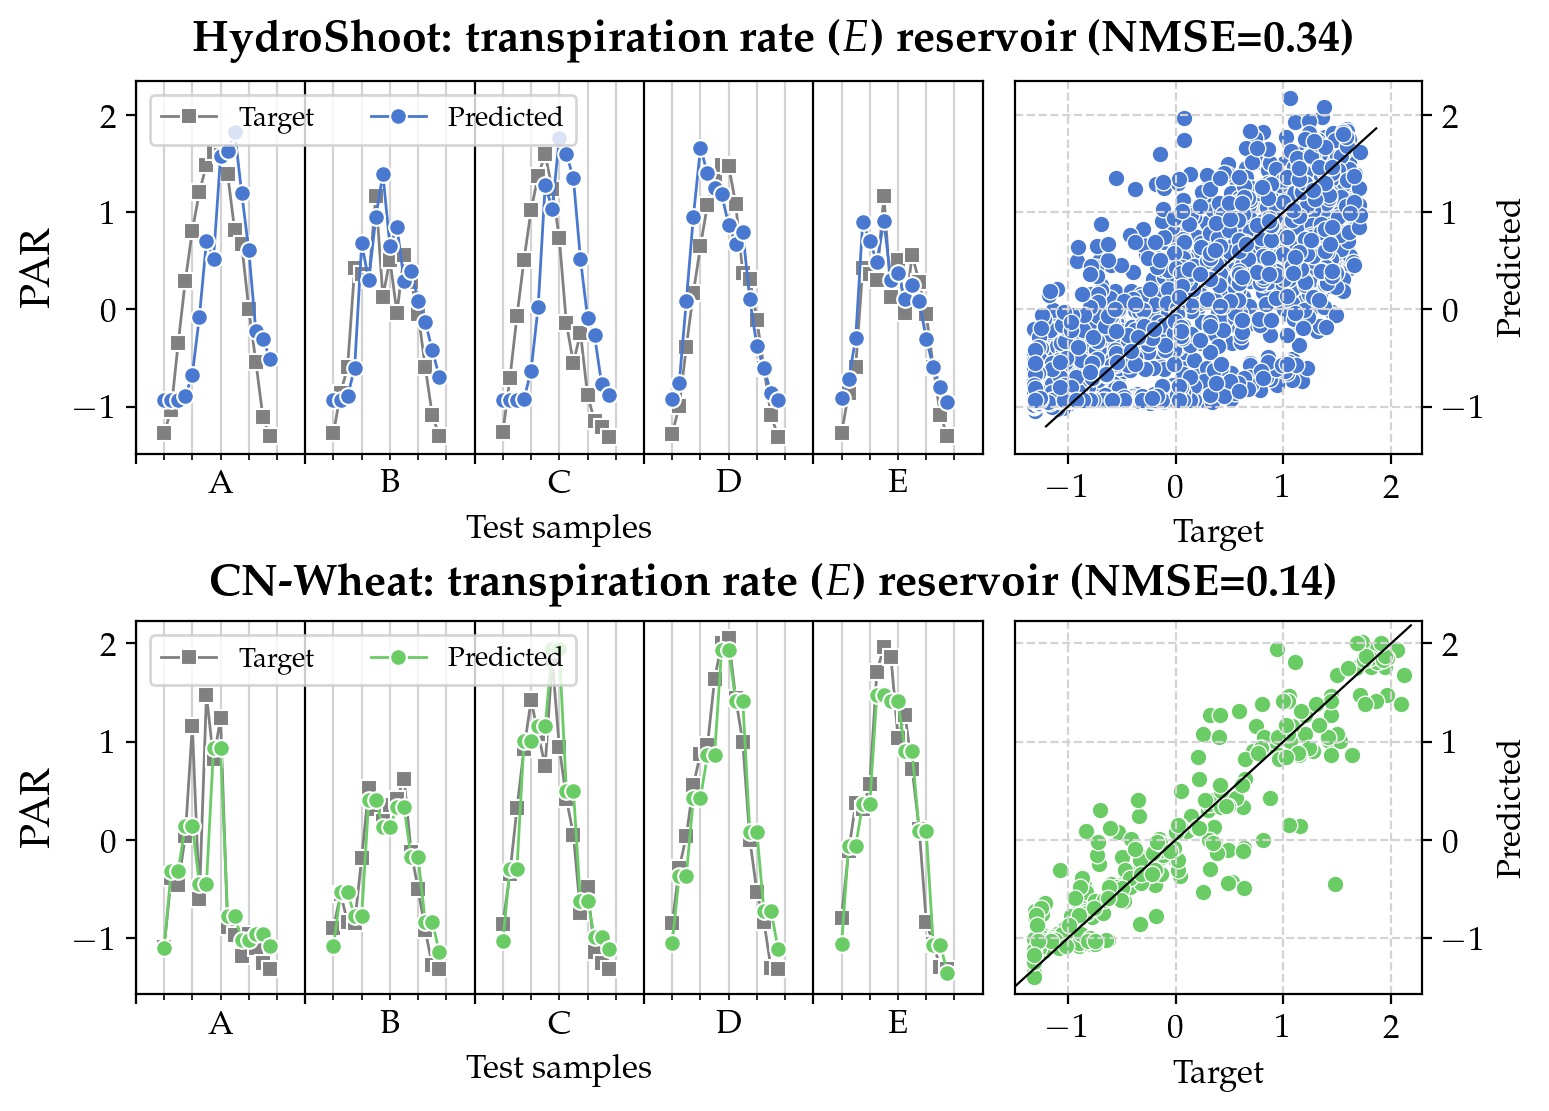 HydroShoot: transpiration rate (E) reservoir (NMSE=0.34)
Target Predicted
PAR
2
1
0
−1
A B C D E
Test samples
2
1
0
−1
Predicted
−1 0 1 2
Target
CN-Wheat: transpiration rate (E) reservoir (NMSE=0.14)
Target Predicted
PAR
2
1
0
−1
A B C D E
Test samples
2
1
0
−1
Predicted
−1 0 1 2
Target